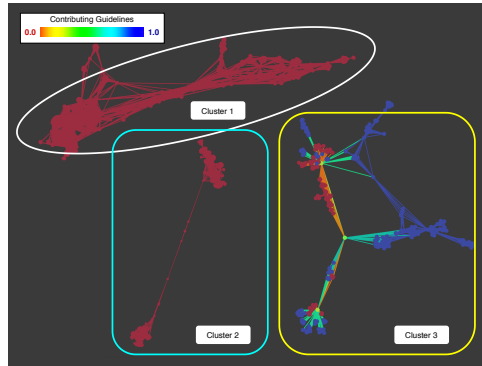 Contributing Guidelines
0.0 1.0
Cluster 1
Cluster 2
Cluster 3